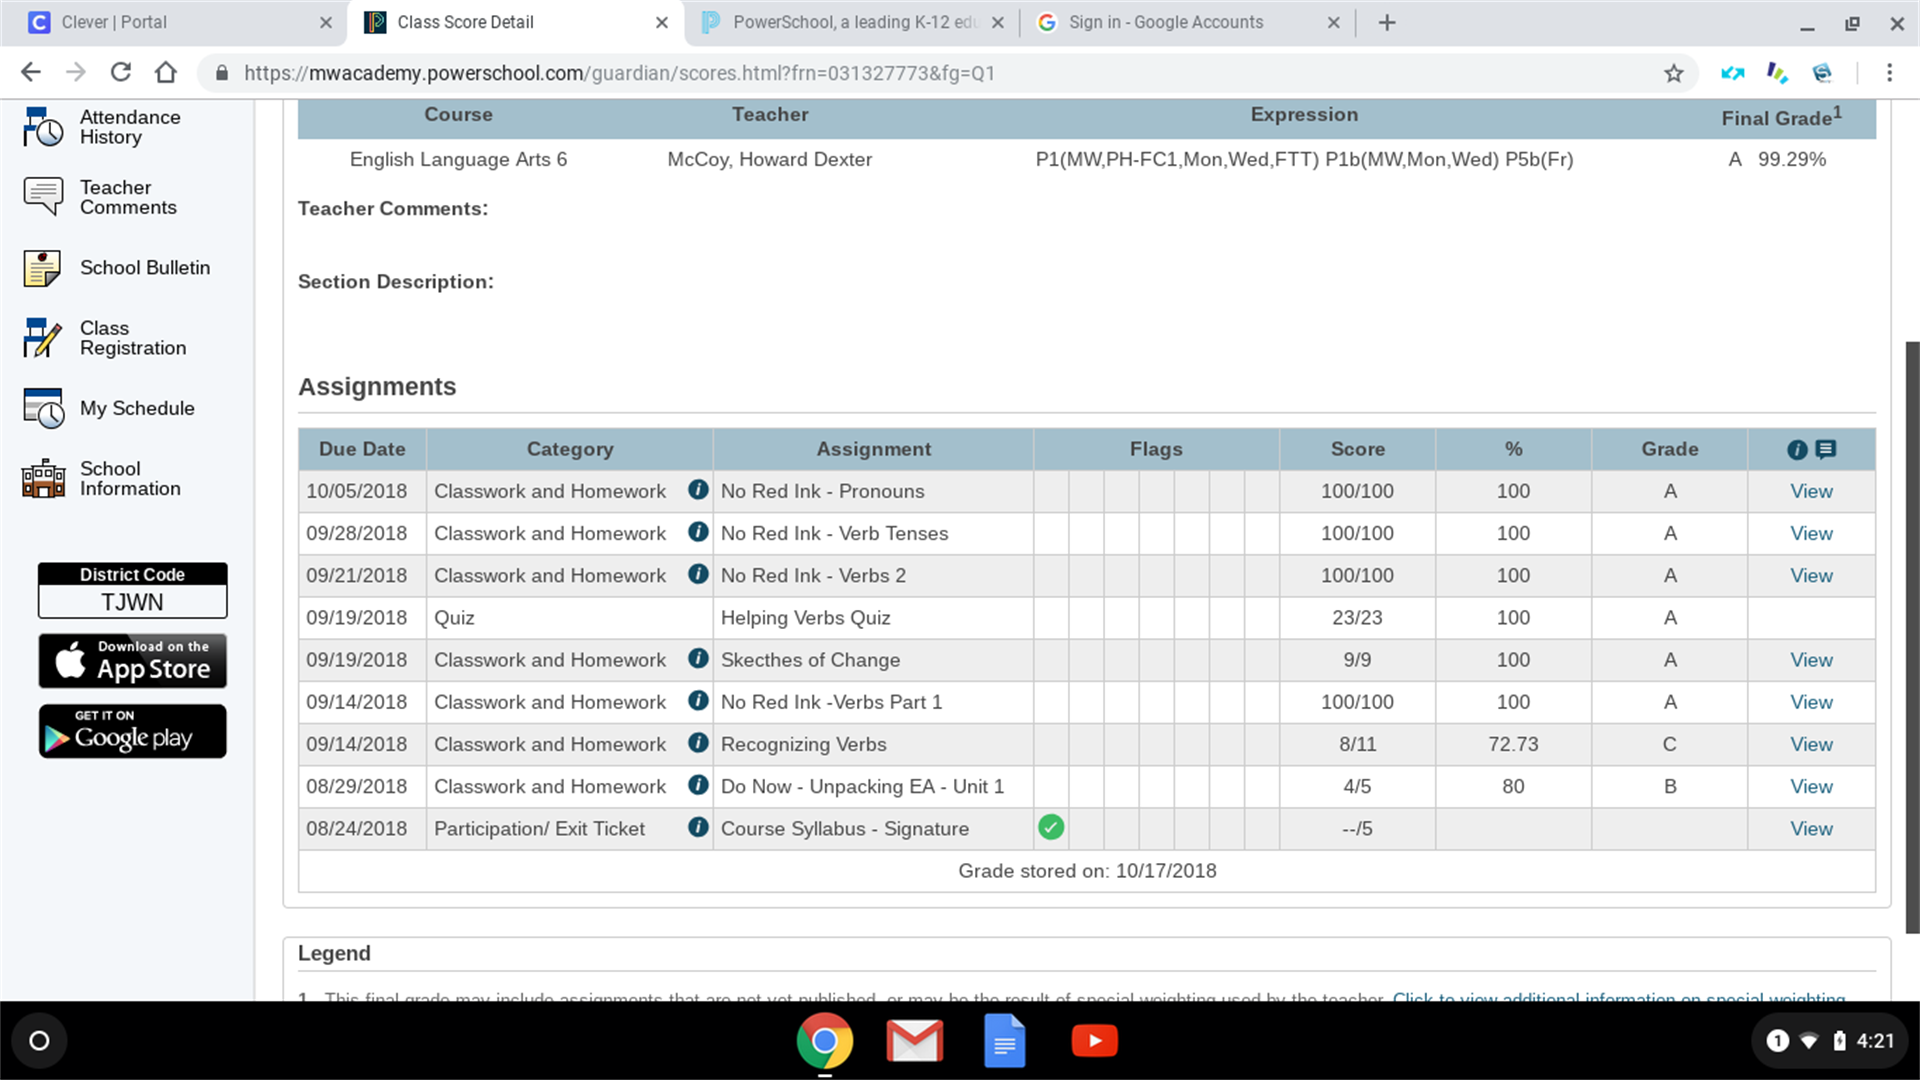 Clever | Portal
Class Score Detail
PowerSchool, a leading K-12 edu
Sign in - Google Accounts
https://mwacademy.powerschool.com/guardian/scores.html?frn=031327773&fg=Q1
Attendance
History
Teacher
Comments
School Bulletin
Class
Registration
My Schedule
School
Information
District Code
TJWN
Download on the
App Store
GET IT ON
Google play
Course Teacher Expression Final Grade1
English Language Arts 6 McCoy, Howard Dexter P1(MW,PH-FC1,Mon,Wed,FTT) P1b(MW,Mon,Wed) P5b(Fr) A 99.29%
Teacher Comments:
Section Description:
Assignments
Due Date Category Assignment Flags Score % Grade
10/05/2018 Classwork and Homework No Red Ink - Pronouns 100/100 100 A View
09/28/2018 Classwork and Homework No Red Ink - Verb Tenses 100/100 100 A View
09/21/2018 Classwork and Homework No Red Ink - Verbs 2 100/100 100 A View
09/19/2018 Quiz Helping Verbs Quiz 23/23 100 A
09/19/2018 Classwork and Homework Skecthes of Change 9/9 100 A View
09/14/2018 Classwork and Homework No Red Ink -Verbs Part 1 100/100 100 A View
09/14/2018 Classwork and Homework Recognizing Verbs 8/11 72.73 C View
08/29/2018 Classwork and Homework Do Now - Unpacking EA - Unit 1 4/5 80 B View
08/24/2018 Participation/ Exit Ticket Course Syllabus - Signature --/5 View
Grade stored on: 10/17/2018
Legend
1 This final grade may include assignments that are not yet published, or may be the result of special weighting used by the teacher. Click to view additional information on special weighting
1 4:21